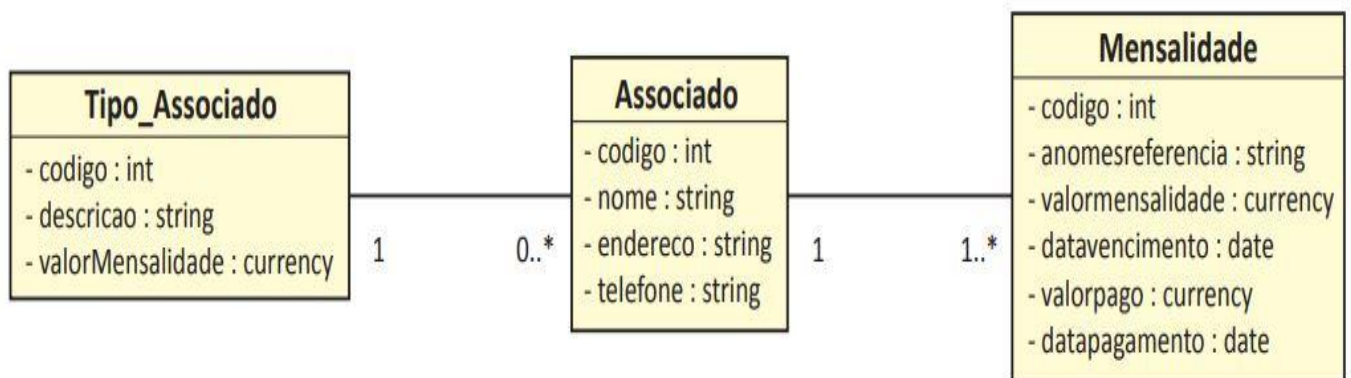 Tipo_Associado
- codigo : int
- descricao : string
- valorMensalidade : currency
1
0..*
Associado
- codigo : int
- nome : string
- endereco : string
- telefone : string
1
1..*
Mensalidade
- codigo : int
- anomesreferencia : string
- valormensalidade : currency
- datavencimento : date
- valorpago : currency
- datapagamento : date